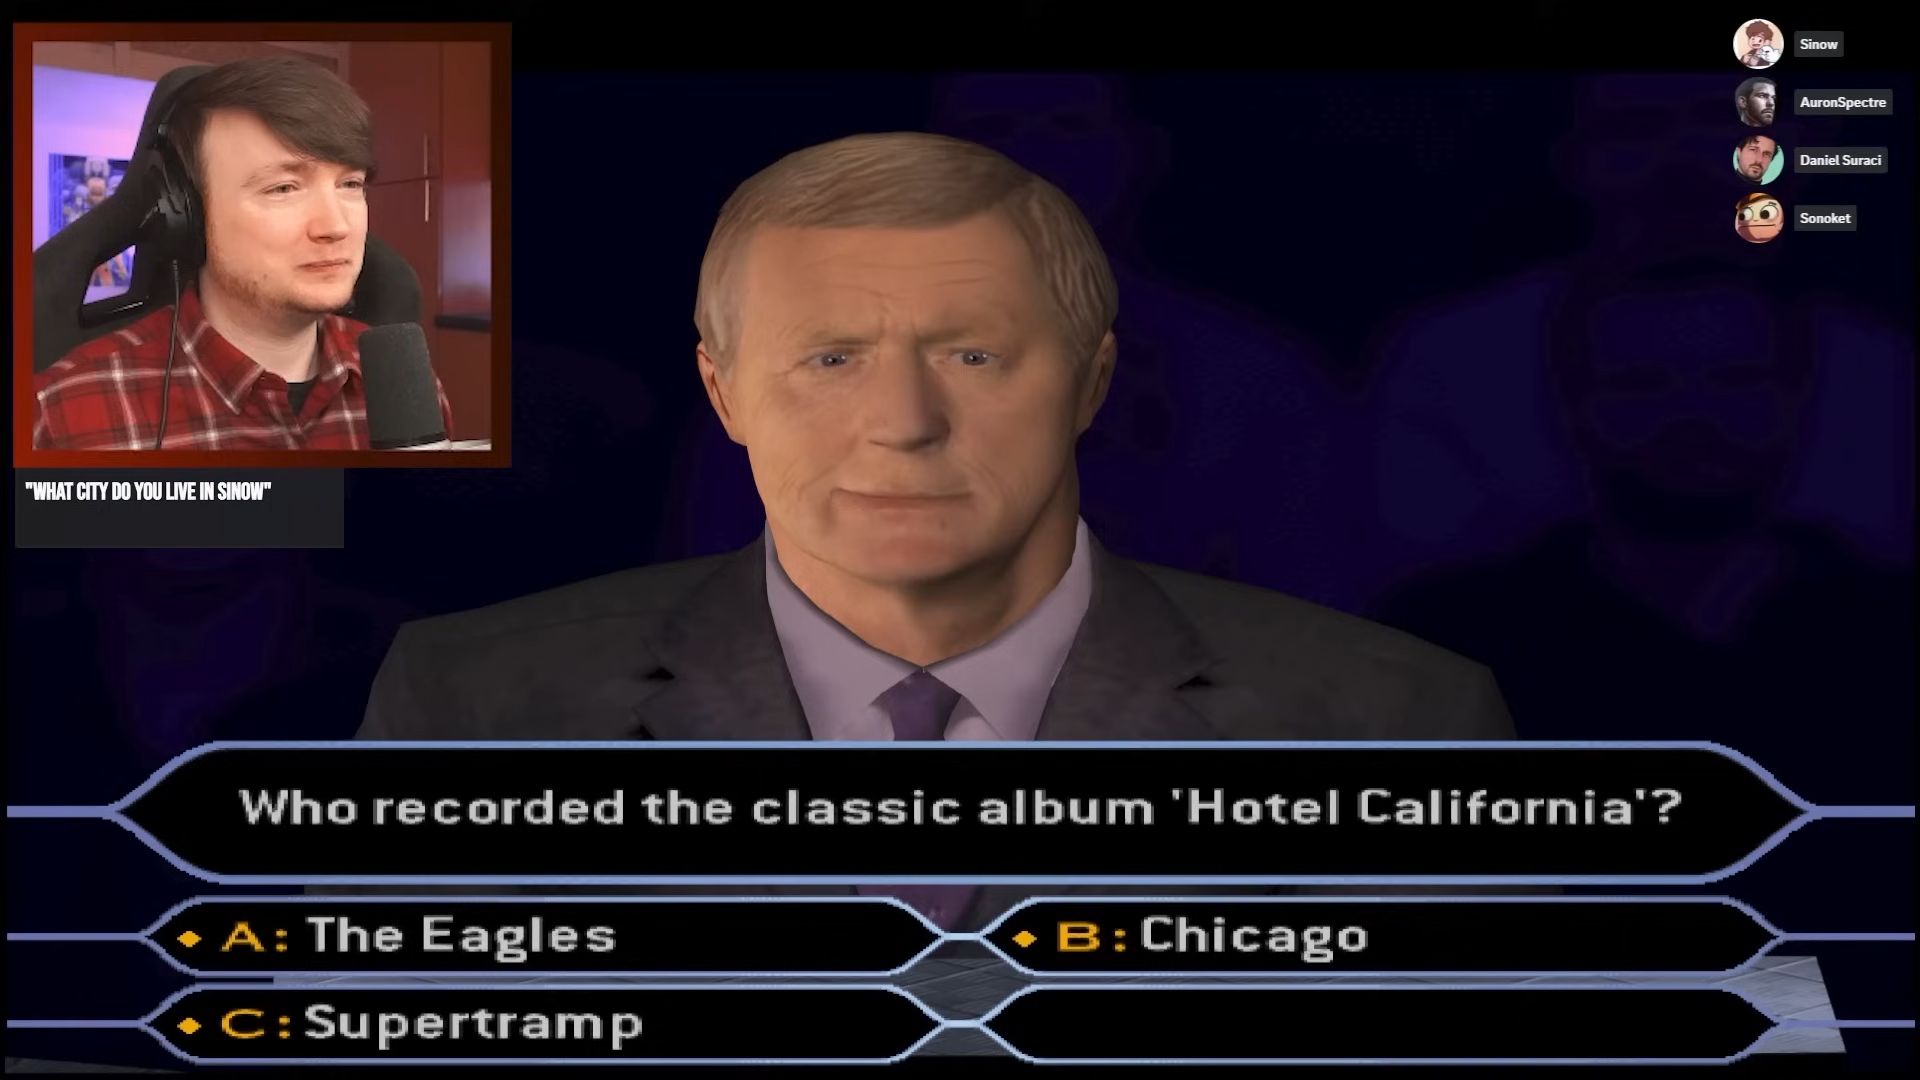 Sinow
AuronSpectre
Daniel Suraci
Sonoket
"WHAT CITY DO YOU LIVE IN SINOW"
Who recorded the classic album 'Hotel California'?
A: The Eagles
B: Chicago
C: Supertramp